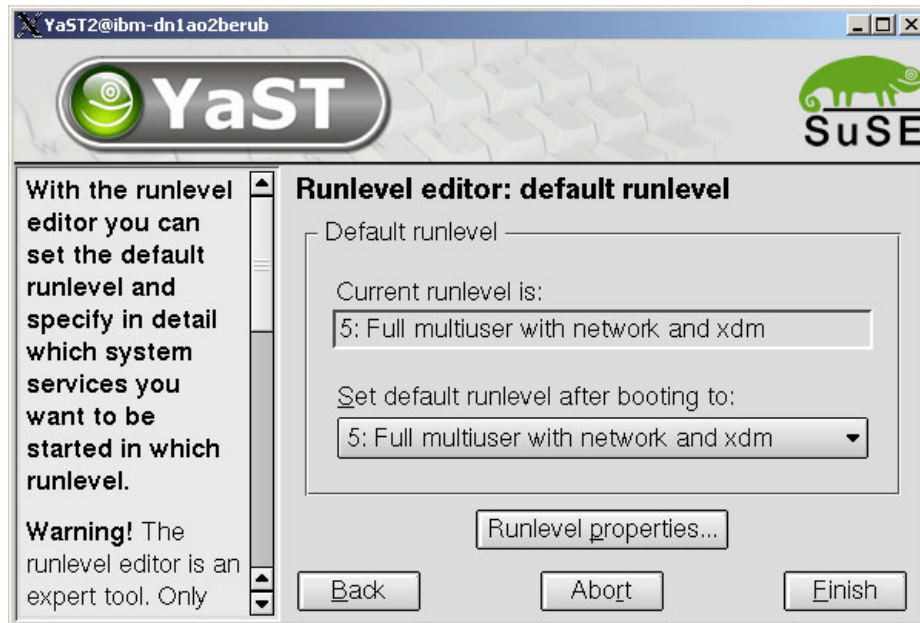 YaST2@ibm-dn1ao2berub
YaST
SuSE
With the runlevel
editor you can
set the default
runlevel and
specify in detail
which system
services you
want to be
started in which
runlevel.
Warning! The
runlevel editor is an
expert tool. Only
Runlevel editor: default runlevel
Default runlevel
Current runlevel is:
5: Full multiuser with network and xdm
Set default runlevel after booting to:
5: Full multiuser with network and xdm
Runlevel properties...
Back
Abort
Finish